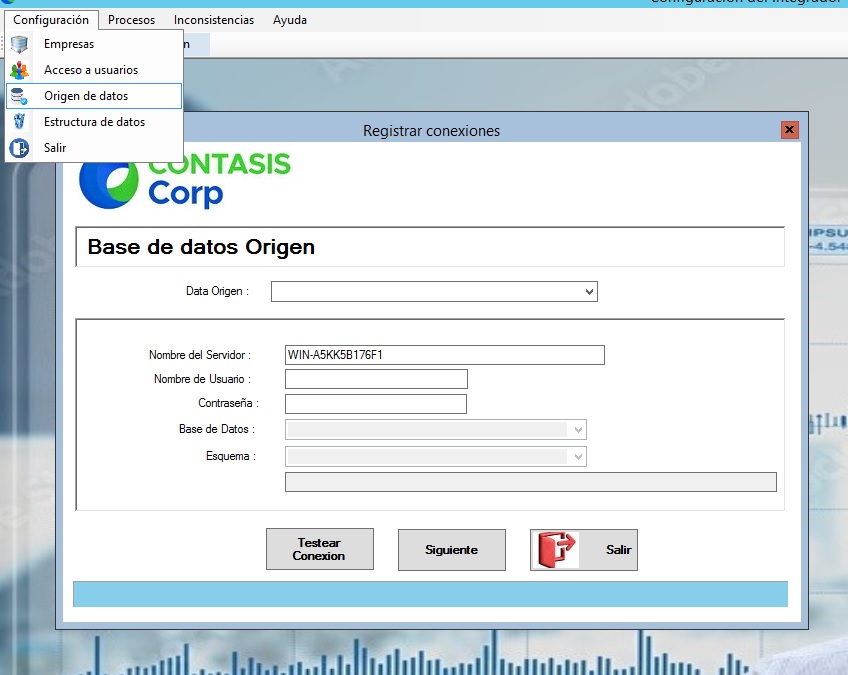 Configuración del Integrador
Configuración Procesos Inconsistencias Ayuda
Empresas
Acceso a usuarios
Origen de datos
Estructura de datos
Salir
Registrar conexiones
CONTASIS
Corp
Base de datos Origen
Data Origen :
Nombre del Servidor : WIN-A5KK5B176F1
Nombre de Usuario :
Contraseña :
Base de Datos :
Esquema :
Testear
Conexion
Siguiente
Salir